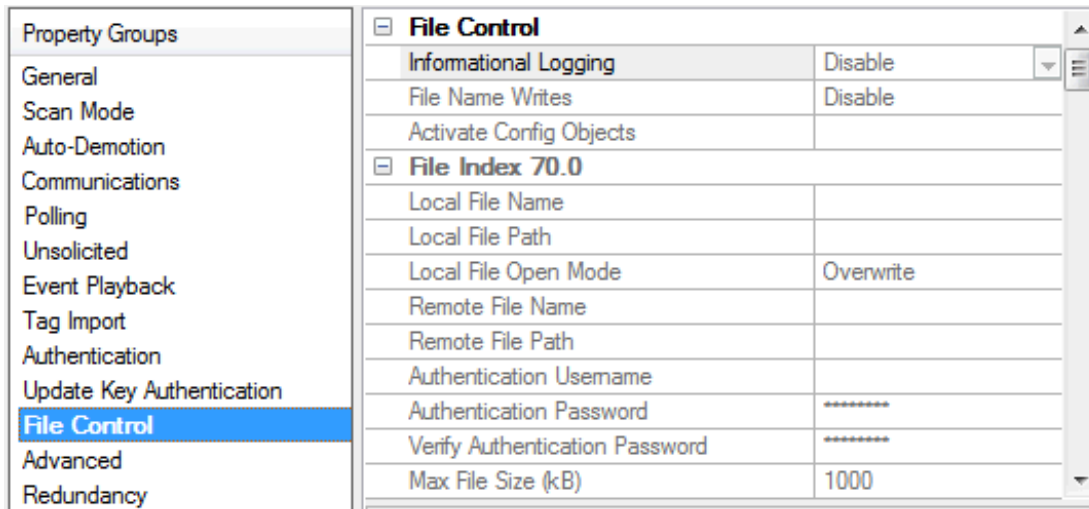 Property Groups
General
Scan Mode
Auto-Demotion
Communications
Polling
Unsolicited
Event Playback
Tag Import
Authentication
Update Key Authentication
File Control
Advanced
Redundancy
File Control
Informational Logging Disable
File Name Writes Disable
Activate Config Objects
File Index 70.0
Local File Name
Local File Path
Local File Open Mode Overwrite
Remote File Name
Remote File Path
Authentication Username
Authentication Password ********
Verify Authentication Password ********
Max File Size (kB) 1000